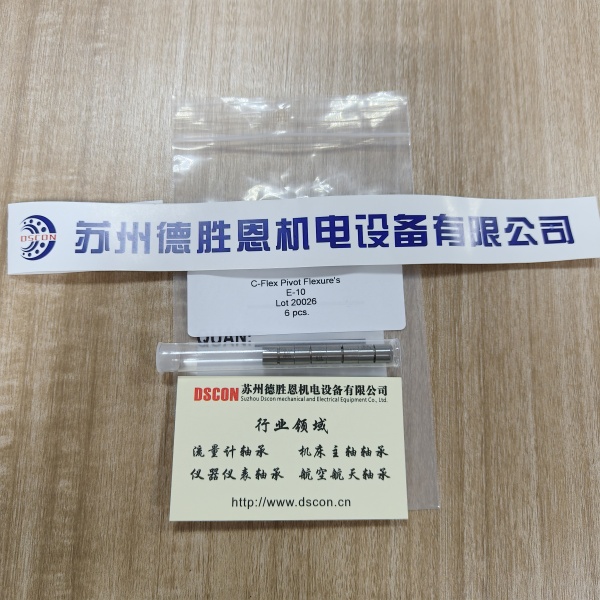 DSCON
苏州德胜恩机电设备有限公司
C-Flex Pivot Flexure's
E-10
Lot 20026
6 pcs.
QUAN:
DSCON 苏州德胜恩机电设备有限公司
Suzhou Dscon mechanical and Electrical Equipment Co., Ltd.
行业领域
流量计轴承 机床主轴轴承
仪器仪表轴承 航空航天轴承
http://www.dscon.cn